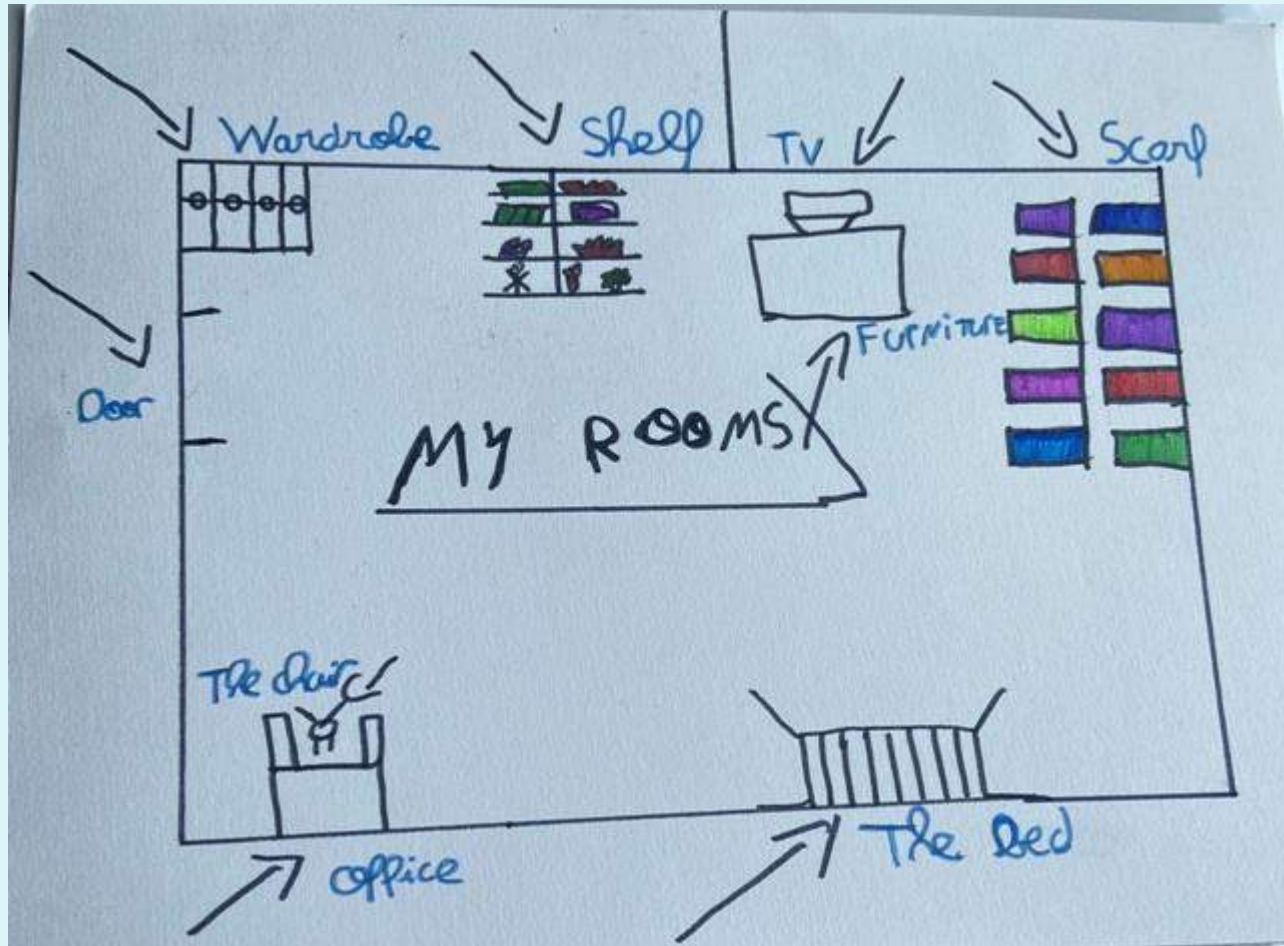 Wardrobe
Shelf
TV
Scarf
Door
Furniture
MY ROOMS
The chair
office
The Bed